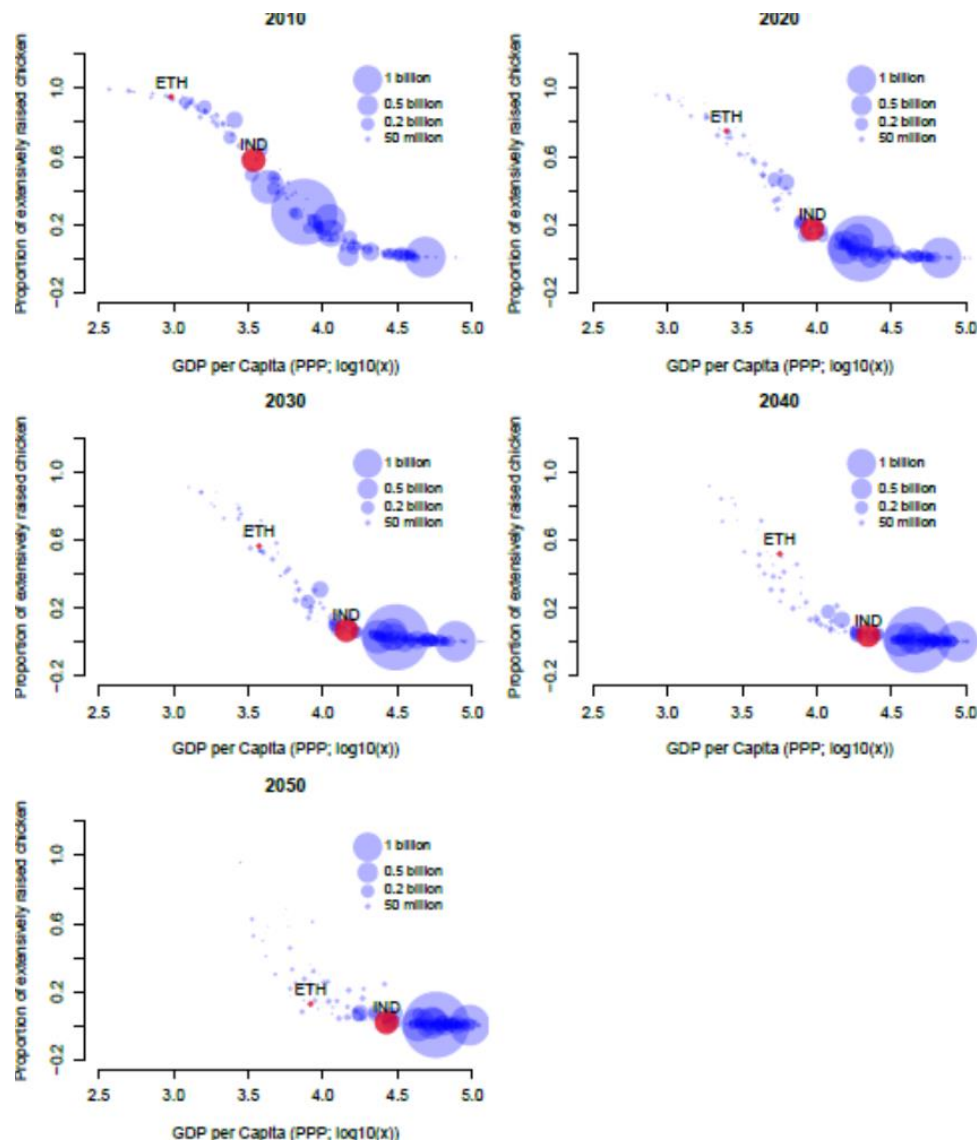 2010
Proportion of extensively raised chicken
1.0
0.6
0.2
−0.2
ETH
IND
1 billion
0.5 billion
0.2 billion
50 million
2.5 3.0 3.5 4.0 4.5 5.0
GDP per Capita (PPP; log10(x))
2020
Proportion of extensively raised chicken
1.0
0.6
0.2
−0.2
ETH
IND
1 billion
0.5 billion
0.2 billion
50 million
2.5 3.0 3.5 4.0 4.5 5.0
GDP per Capita (PPP; log10(x))
2030
Proportion of extensively raised chicken
1.0
0.6
0.2
−0.2
ETH
IND
1 billion
0.5 billion
0.2 billion
50 million
2.5 3.0 3.5 4.0 4.5 5.0
GDP per Capita (PPP; log10(x))
2040
Proportion of extensively raised chicken
1.0
0.6
0.2
−0.2
ETH
IND
1 billion
0.5 billion
0.2 billion
50 million
2.5 3.0 3.5 4.0 4.5 5.0
GDP per Capita (PPP; log10(x))
2050
Proportion of extensively raised chicken
1.0
0.6
0.2
−0.2
ETH
IND
1 billion
0.5 billion
0.2 billion
50 million
2.5 3.0 3.5 4.0 4.5 5.0
GDP per Capita (PPP; log10(x))